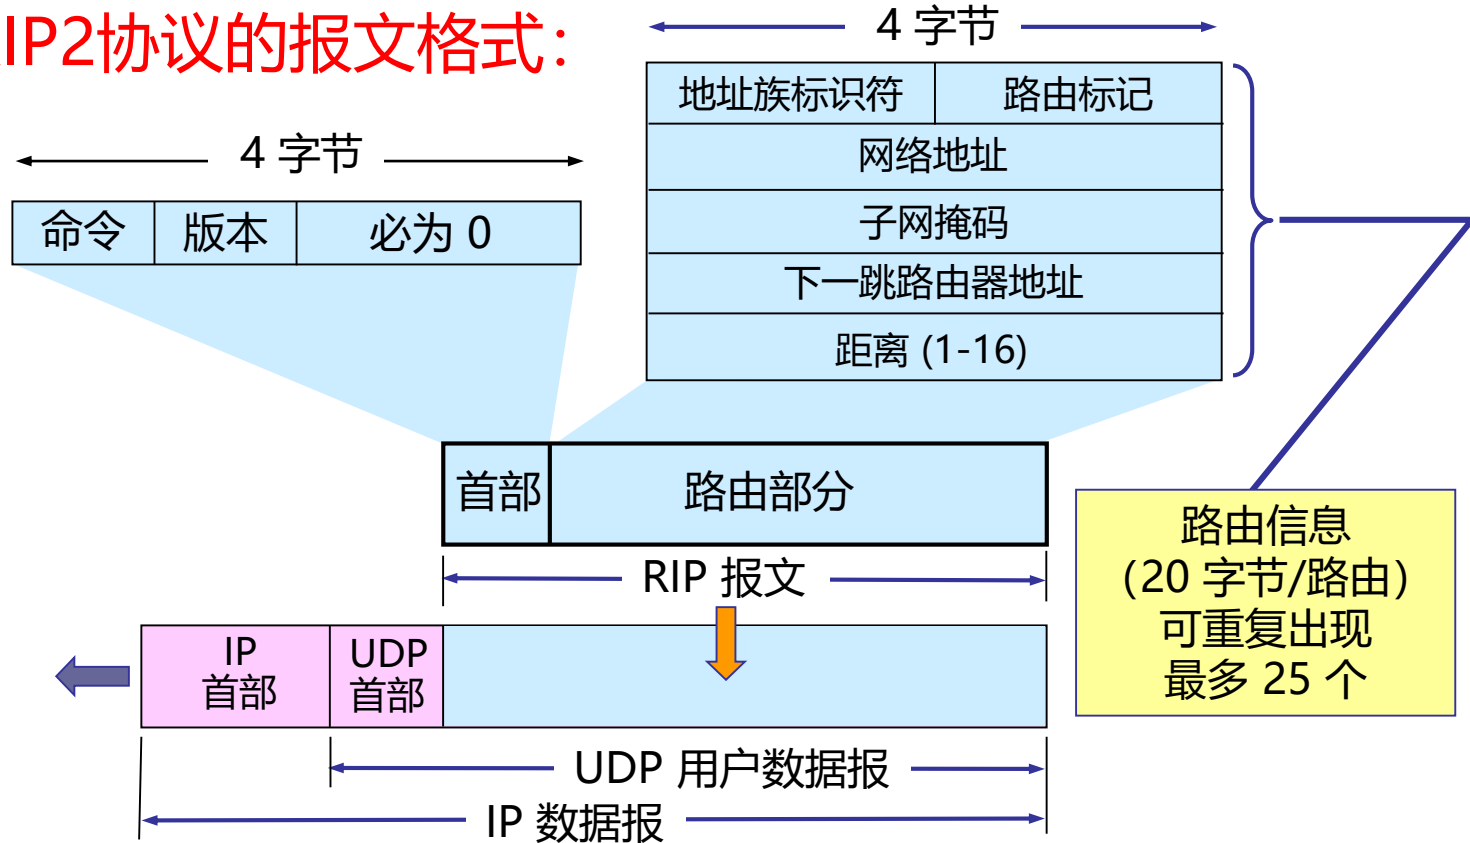 IP2协议的报文格式：
4 字节
地址族标识符 路由标记
网络地址
子网掩码
下一跳路由器地址
距离 (1-16)
4 字节
命令 版本 必为 0
首部 路由部分
RIP 报文
路由信息
(20 字节/路由)
可重复出现
最多 25 个
IP
首部
UDP
首部
UDP 用户数据报
IP 数据报